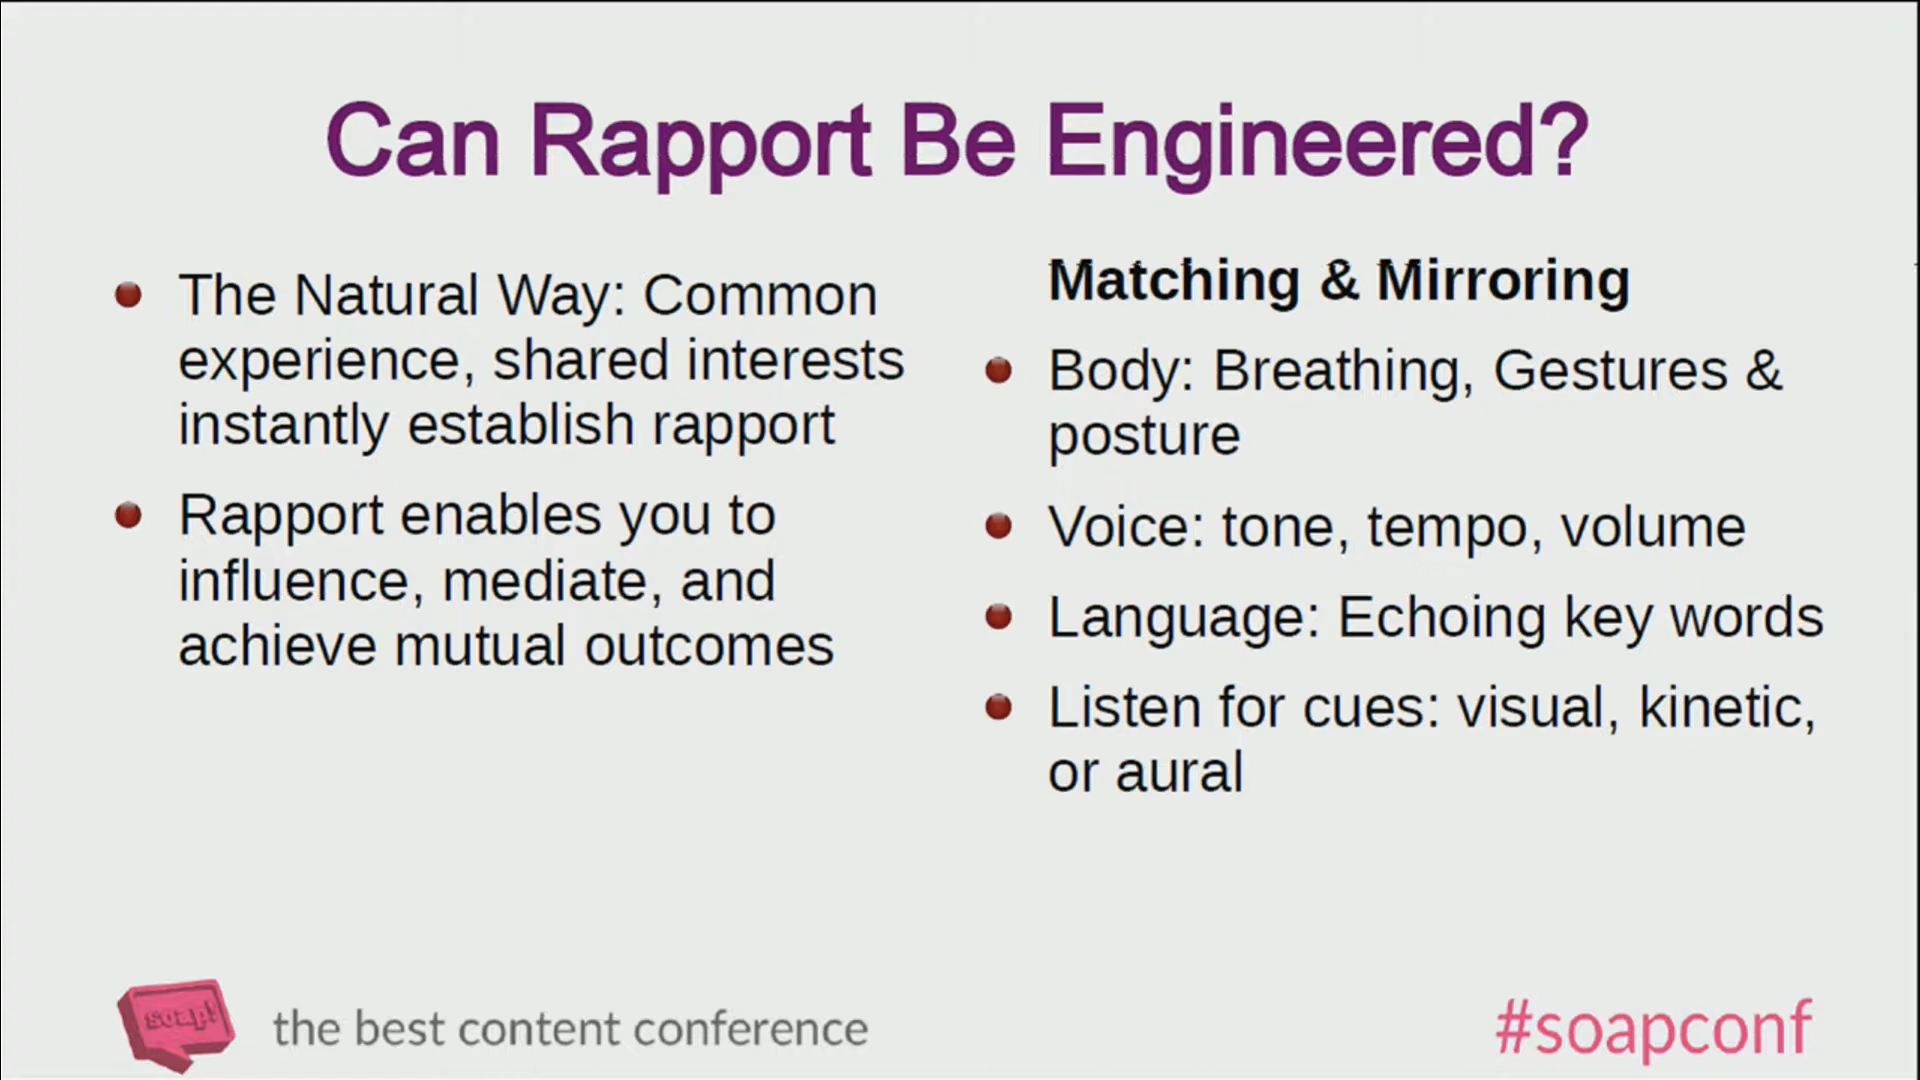 Can Rapport Be Engineered?
The Natural Way: Common
experience, shared interests
instantly establish rapport
Rapport enables you to
influence, mediate, and
achieve mutual outcomes
Matching & Mirroring
Body: Breathing, Gestures &
posture
Voice: tone, tempo, volume
Language: Echoing key words
Listen for cues: visual, kinetic,
or aural
soap!
the best content conference
#soapconf